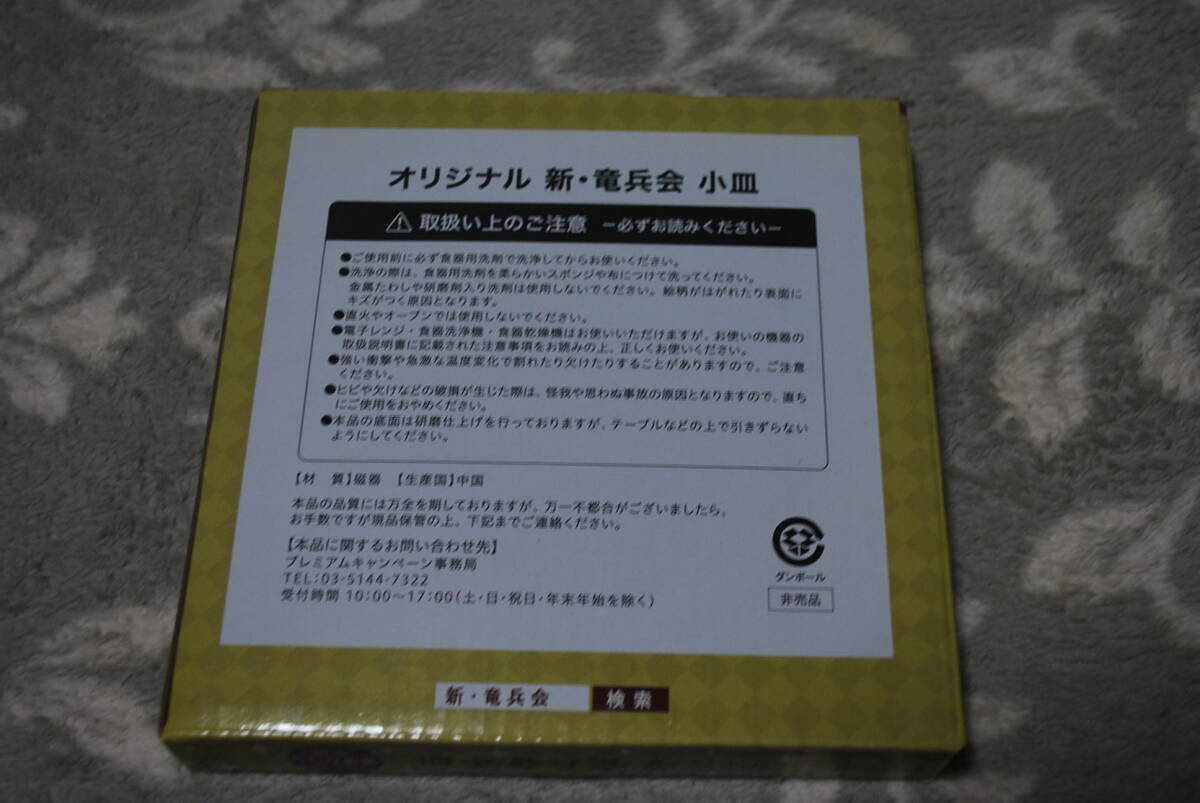 オリジナル 新・竜兵会 小皿
取扱い上のご注意 －必ずお読みください－
●ご使用前に必ず食器用洗剤で洗浄してからお使いください。
●洗浄の際は、食器用洗剤を柔らかいスポンジや布につけて洗ってください。
金属たわしや研磨剤入り洗剤は使用しないでください。絵柄がはがれたり表面に
キズがつく原因となります。
●直火やオーブンでは使用しないでください。
●電子レンジ・食器洗浄機・食器乾燥機はお使いいただけますが、お使いの機器の
取扱説明書に記載された注意事項をお読みの上、正しくお使いください。
●強い衝撃や急激な温度変化で割れたり欠けたりすることがありますので、ご注意
ください。
●ヒビや欠けなどの破損が生じた際は、怪我や思わぬ事故の原因となりますので、直ち
にご使用をおやめください。
●本品の底面は研磨仕上げを行っておりますが、テーブルなどの上で引きずらない
ようにしてください。
【材 質】磁器 【生産国】中国
本品の品質には万全を期しておりますが、万一不都合がございましたら、
お手数ですが現品保管の上、下記までご連絡ください。
【本品に関するお問い合わせ先】
プレミアムキャンペーン事務局
TEL:03-5144-7322
受付時間 10:00～17:00(土・日・祝日・年末年始を除く)
ダンボール
非売品
新・竜兵会 検索